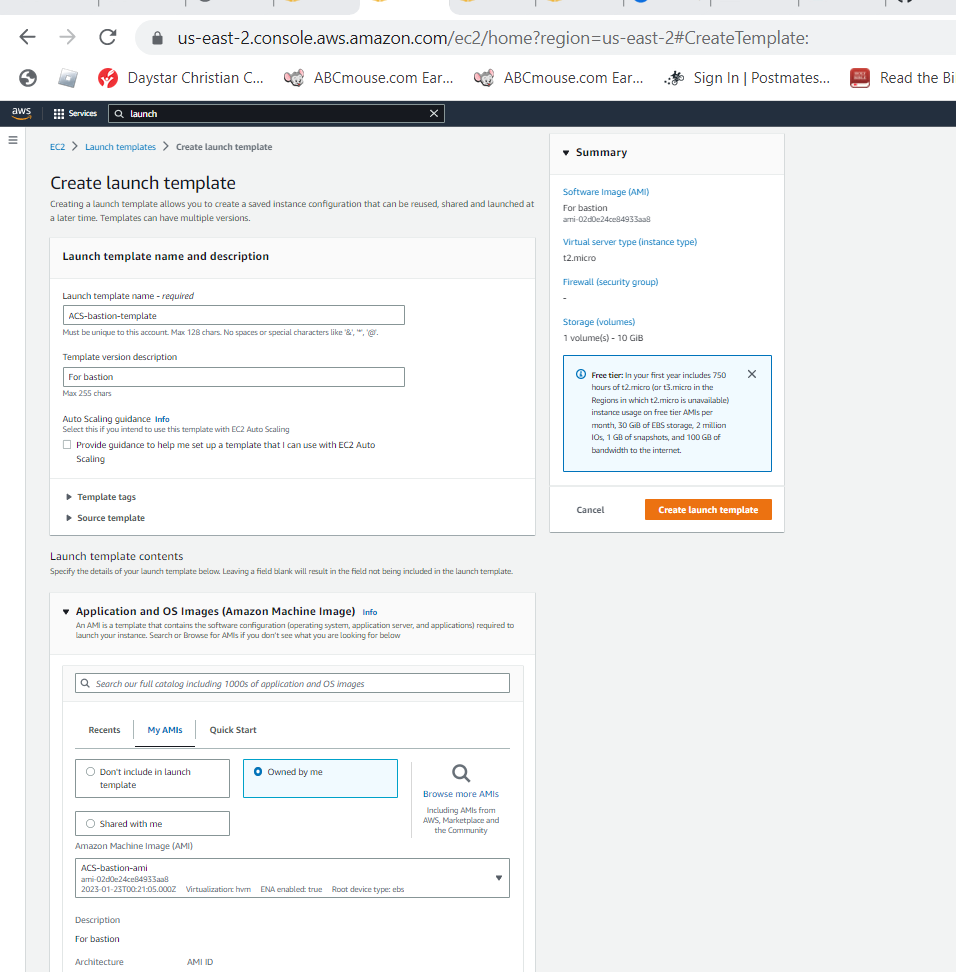 us-east-2.console.aws.amazon.com/ec2/home?region=us-east-2#CreateTemplate:
Daystar Christian C...
ABCmouse.com Ear...
ABCmouse.com Ear...
Sign In | Postmates...
Read the Bi
aws
Services
launch
EC2
Launch templates
Create launch template
Create launch template
Creating a launch template allows you to create a saved instance configuration that can be reused, shared and launched at
a later time. Templates can have multiple versions.
Launch template name and description
Launch template name - required
ACS-bastion-template
Must be unique to this account. Max 128 chars. No spaces or special characters like '&', '*', '@'.
Template version description
For bastion
Max 255 chars
Auto Scaling guidance Info
Select this if you intend to use this template with EC2 Auto Scaling
Provide guidance to help me set up a template that I can use with EC2 Auto
Scaling
Template tags
Source template
Launch template contents
Specify the details of your launch template below. Leaving a field blank will result in the field not being included in the launch template.
Application and OS Images (Amazon Machine Image) Info
An AMI is a template that contains the software configuration (operating system, application server, and applications) required to
launch your instance. Search or Browse for AMIs if you don't see what you are looking for below
Search our full catalog including 1000s of application and OS images
Recents
My AMIs
Quick Start
Don't include in launch
template
Owned by me
Shared with me
Browse more AMIs
Including AMIs from
AWS, Marketplace and
the Community
Amazon Machine Image (AMI)
ACS-bastion-ami
ami-02d0e24ce84933aa8
2023-01-23T00:21:05.000Z Virtualization: hvm ENA enabled: true Root device type: ebs
Description
For bastion
Architecture
AMI ID
Summary
Software Image (AMI)
For bastion
ami-02d0e24ce84933aa8
Virtual server type (instance type)
t2.micro
Firewall (security group)
-
Storage (volumes)
1 volume(s) - 10 GiB
Free tier: In your first year includes 750
hours of t2.micro (or t3.micro in the
Regions in which t2.micro is unavailable)
instance usage on free tier AMIs per
month, 30 GiB of EBS storage, 2 million
IOs, 1 GB of snapshots, and 100 GB of
bandwidth to the internet.
Cancel
Create launch template